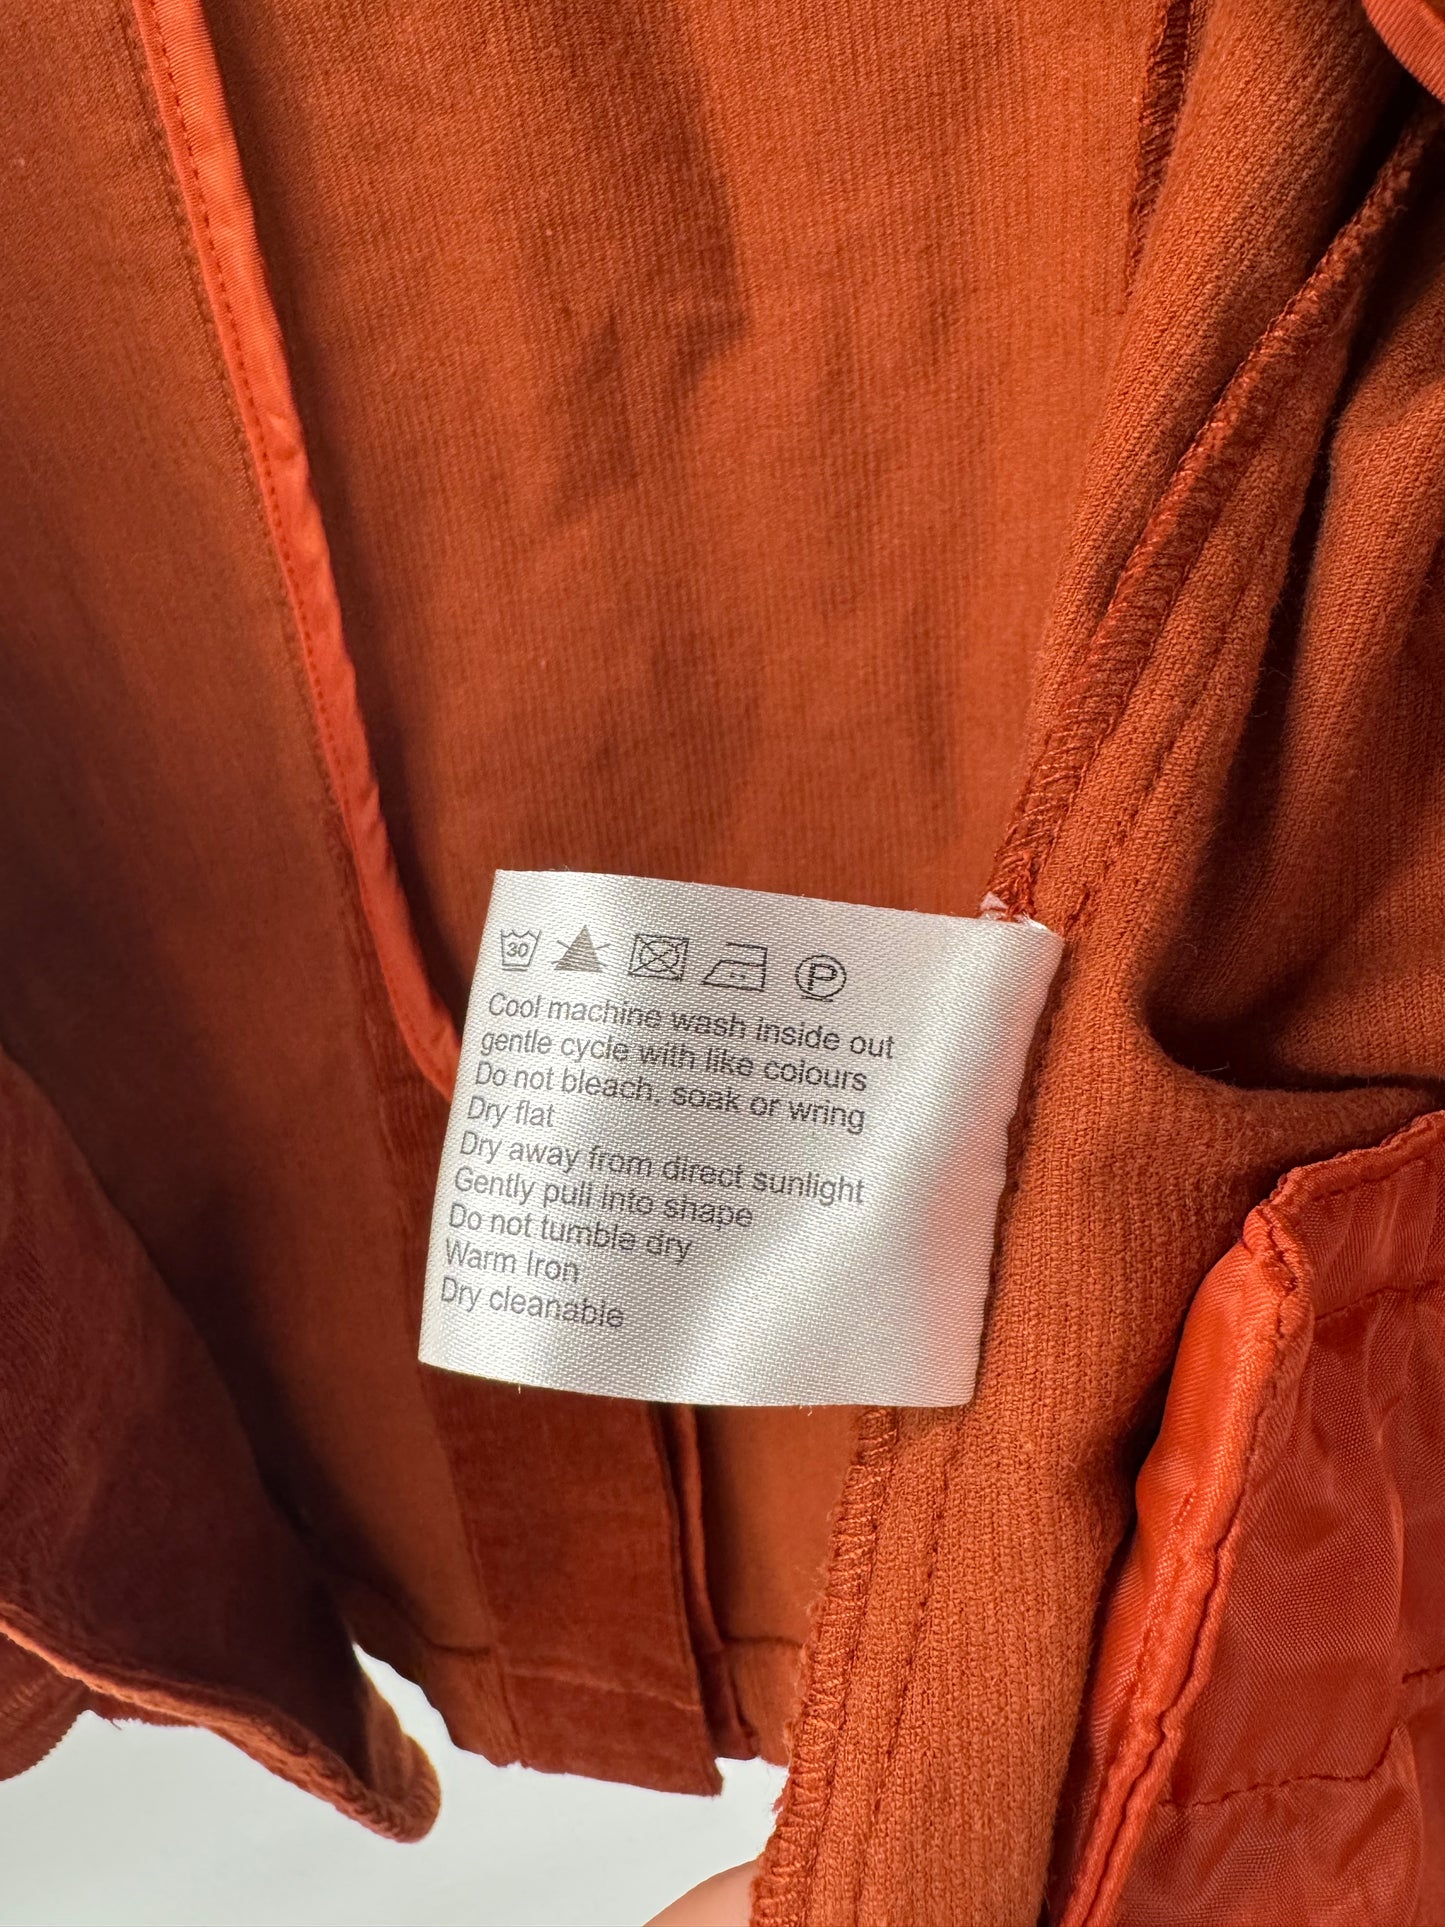 30 P
Cool machine wash inside out
gentle cycle with like colours
Do not bleach, soak or wring
Dry flat
Dry away from direct sunlight
Gently pull into shape
Do not tumble dry
Warm Iron
Dry cleanable